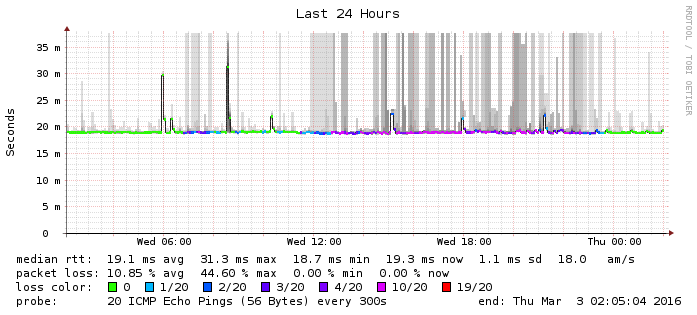 Last 24 Hours
RRDTOOL / TOBI OETIKER
Seconds
35 m
30 m
25 m
20 m
15 m
10 m
5 m
0
Wed 06:00 Wed 12:00 Wed 18:00 Thu 00:00
median rtt: 19.1 ms avg 31.3 ms max 18.7 ms min 19.3 ms now 1.1 ms sd 18.0 am/s
packet loss: 10.85 % avg 44.60 % max 0.00 % min 0.00 % now
loss color: 0 1/20 2/20 3/20 4/20 10/20 19/20
probe: 20 ICMP Echo Pings (56 Bytes) every 300s end: Thu Mar 3 02:05:04 2016